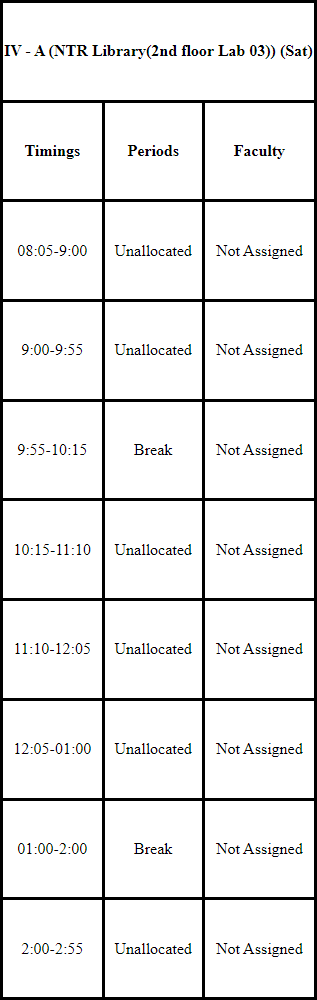 IV - A (NTR Library(2nd floor Lab 03)) (Sat)
Timings Periods Faculty
08:05-9:00 Unallocated Not Assigned
9:00-9:55 Unallocated Not Assigned
9:55-10:15 Break Not Assigned
10:15-11:10 Unallocated Not Assigned
11:10-12:05 Unallocated Not Assigned
12:05-01:00 Unallocated Not Assigned
01:00-2:00 Break Not Assigned
2:00-2:55 Unallocated Not Assigned